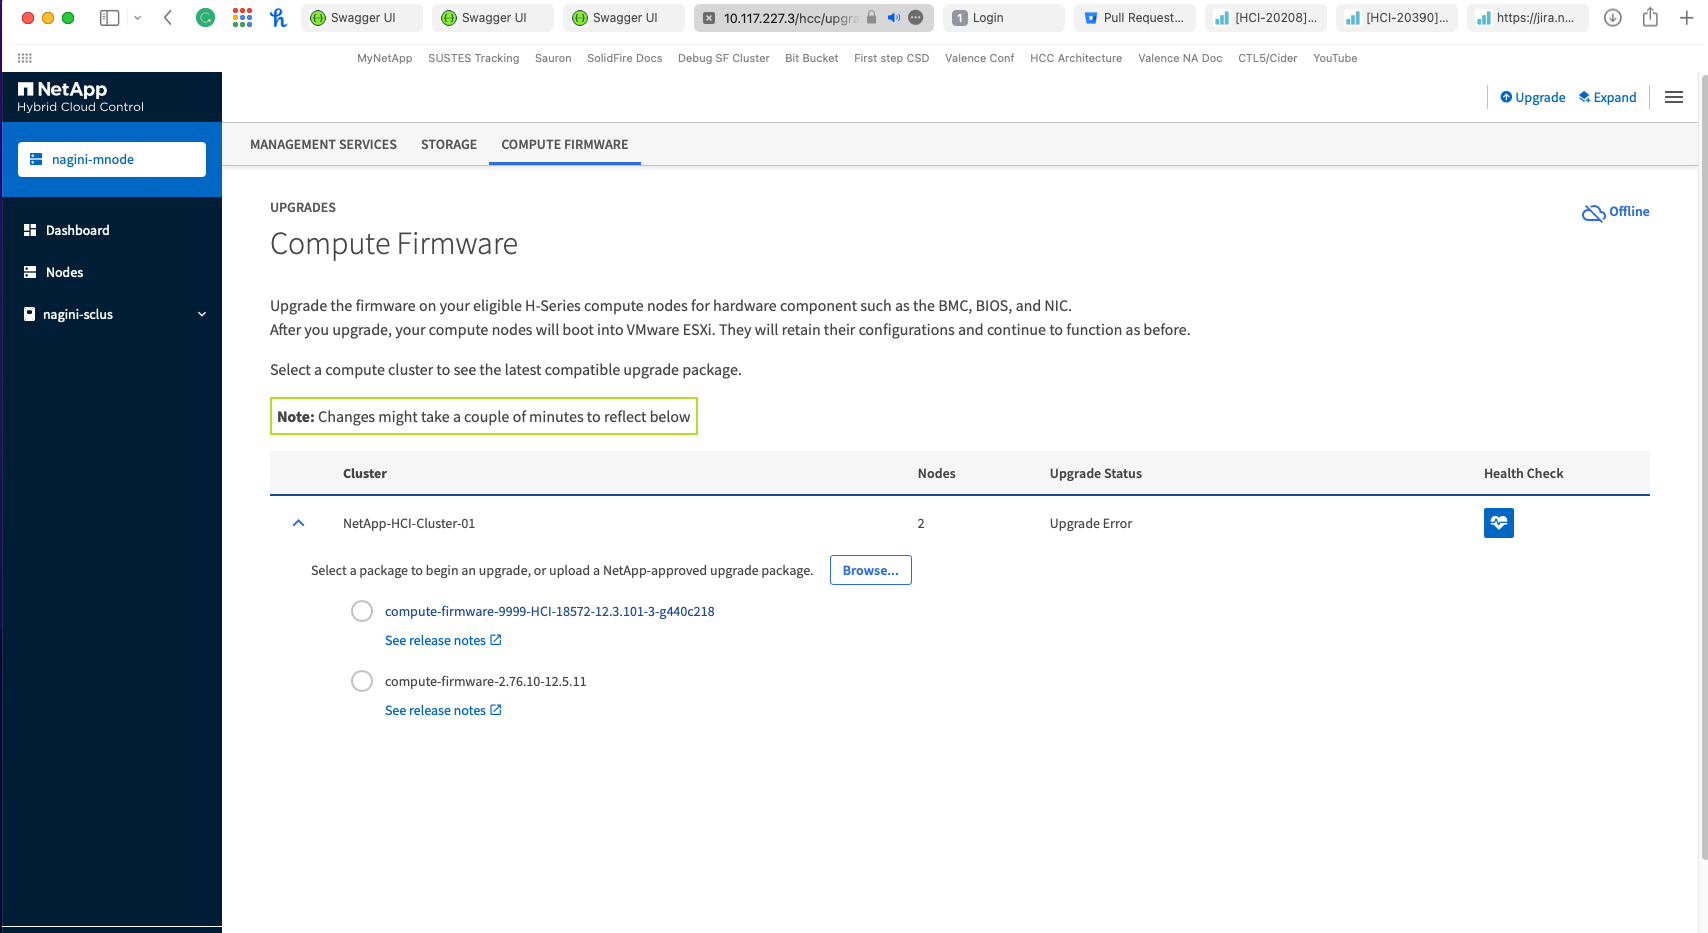 Swagger UI
Swagger UI
Swagger UI
10.117.227.3/hcc/upgra
1 Login
Pull Request...
[HCI-20208]...
[HCI-20390]...
https://jira.n...
MyNetApp
SUSTES Tracking
Sauron
SolidFire Docs
Debug SF Cluster
Bit Bucket
First step CSD
Valence Conf
HCC Architecture
Valence NA Doc
CTL5/Cider
YouTube
NetApp
Hybrid Cloud Control
Upgrade
Expand
nagini-mnode
Dashboard
Nodes
nagini-sclus
MANAGEMENT SERVICES
STORAGE
COMPUTE FIRMWARE
UPGRADES
Offline
Compute Firmware
Upgrade the firmware on your eligible H-Series compute nodes for hardware component such as the BMC, BIOS, and NIC.
After you upgrade, your compute nodes will boot into VMware ESXi. They will retain their configurations and continue to function as before.
Select a compute cluster to see the latest compatible upgrade package.
Note: Changes might take a couple of minutes to reflect below
Cluster Nodes Upgrade Status Health Check
NetApp-HCI-Cluster-01 2 Upgrade Error
Select a package to begin an upgrade, or upload a NetApp-approved upgrade package. Browse...
compute-firmware-9999-HCI-18572-12.3.101-3-g440c218
See release notes
compute-firmware-2.76.10-12.5.11
See release notes